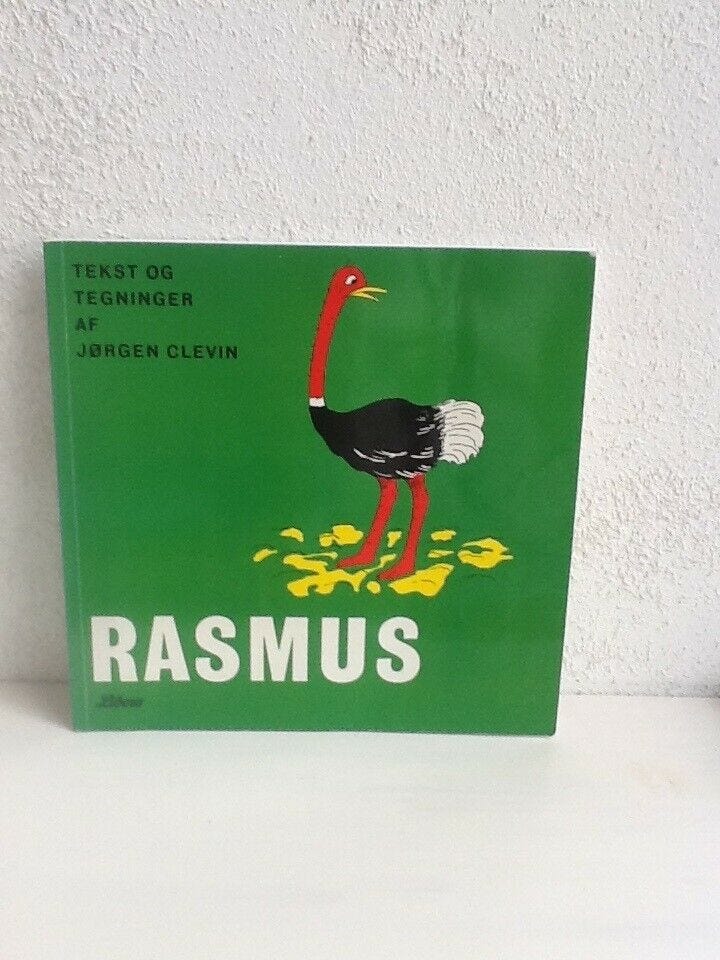 TEKST OG
TEGNINGER
AF
JØRGEN CLEVIN
RASMUS